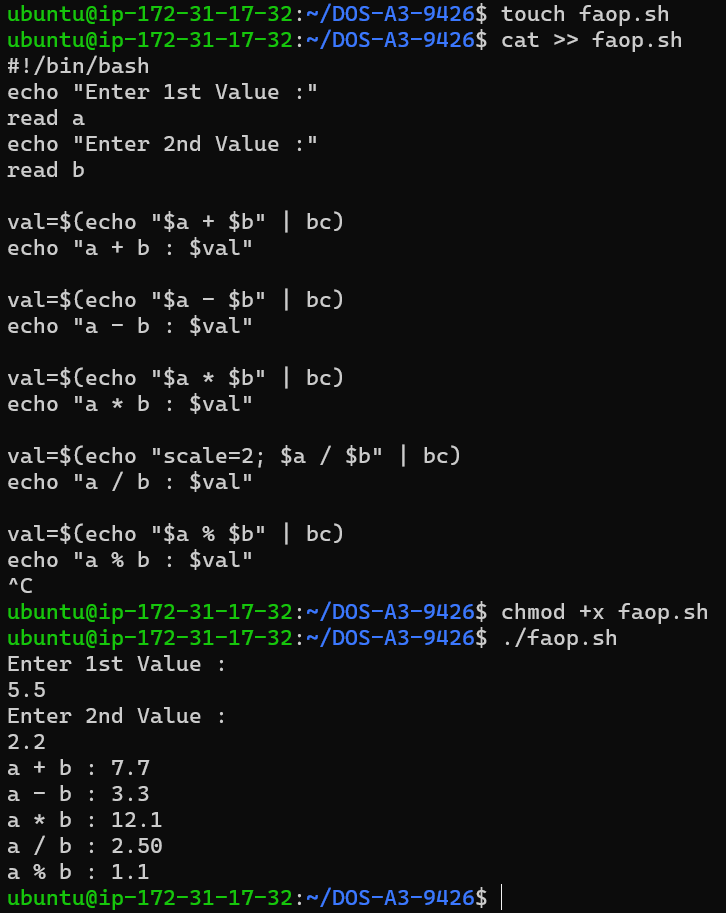 ubuntu@ip-172-31-17-32:~/DOS-A3-9426$ touch faop.sh
ubuntu@ip-172-31-17-32:~/DOS-A3-9426$ cat >> faop.sh
#!/bin/bash
echo "Enter 1st Value :"
read a
echo "Enter 2nd Value :"
read b

val=$(echo "$a + $b" | bc)
echo "a + b : $val"

val=$(echo "$a - $b" | bc)
echo "a - b : $val"

val=$(echo "$a * $b" | bc)
echo "a * b : $val"

val=$(echo "scale=2; $a / $b" | bc)
echo "a / b : $val"

val=$(echo "$a % $b" | bc)
echo "a % b : $val"
^C
ubuntu@ip-172-31-17-32:~/DOS-A3-9426$ chmod +x faop.sh
ubuntu@ip-172-31-17-32:~/DOS-A3-9426$ ./faop.sh
Enter 1st Value :
5.5
Enter 2nd Value :
2.2
a + b : 7.7
a - b : 3.3
a * b : 12.1
a / b : 2.50
a % b : 1.1
ubuntu@ip-172-31-17-32:~/DOS-A3-9426$